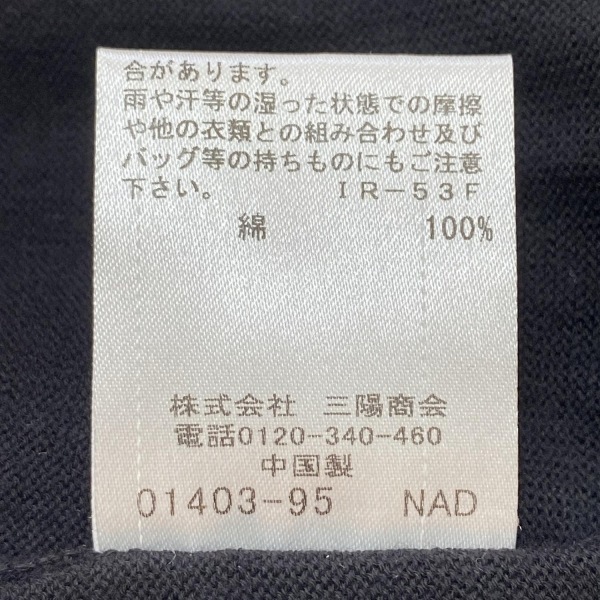 合があります。
雨や汗等の湿った状態での摩擦
や他の衣類との組み合わせ及び
バッグ等の持ちものにもご注意
下さい。 IR-53F
綿 100%
株式会社 三陽商会
電話0120-340-460
中国製
01403-95 NAD